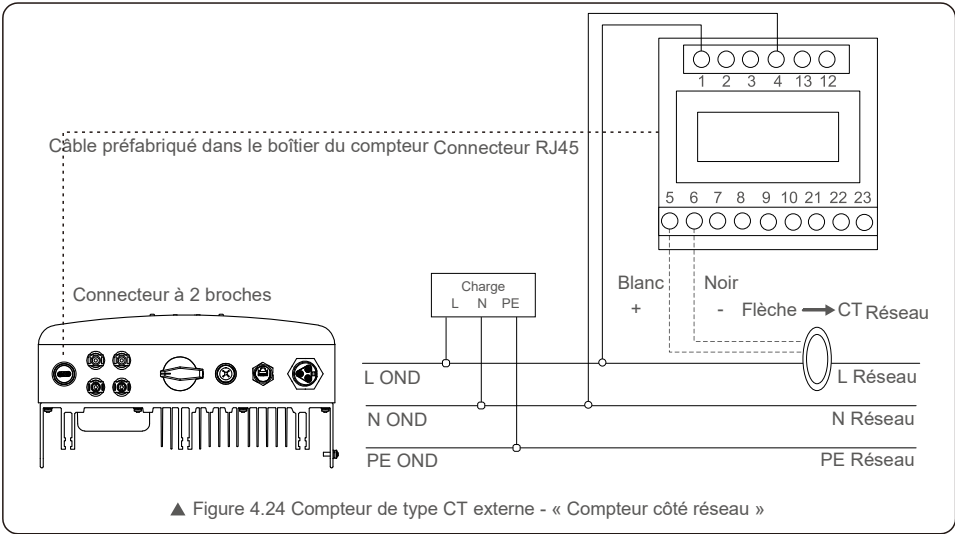 1 2 3 4 13 12
Câble préfabriqué dans le boîtier du compteur Connecteur RJ45
5 6 7 8 9 10 21 22 23
Connecteur à 2 broches
Charge
L N PE
Blanc Noir
+ - Flèche CT Réseau
L OND L Réseau
N OND N Réseau
PE OND PE Réseau
▲ Figure 4.24 Compteur de type CT externe - « Compteur côté réseau »